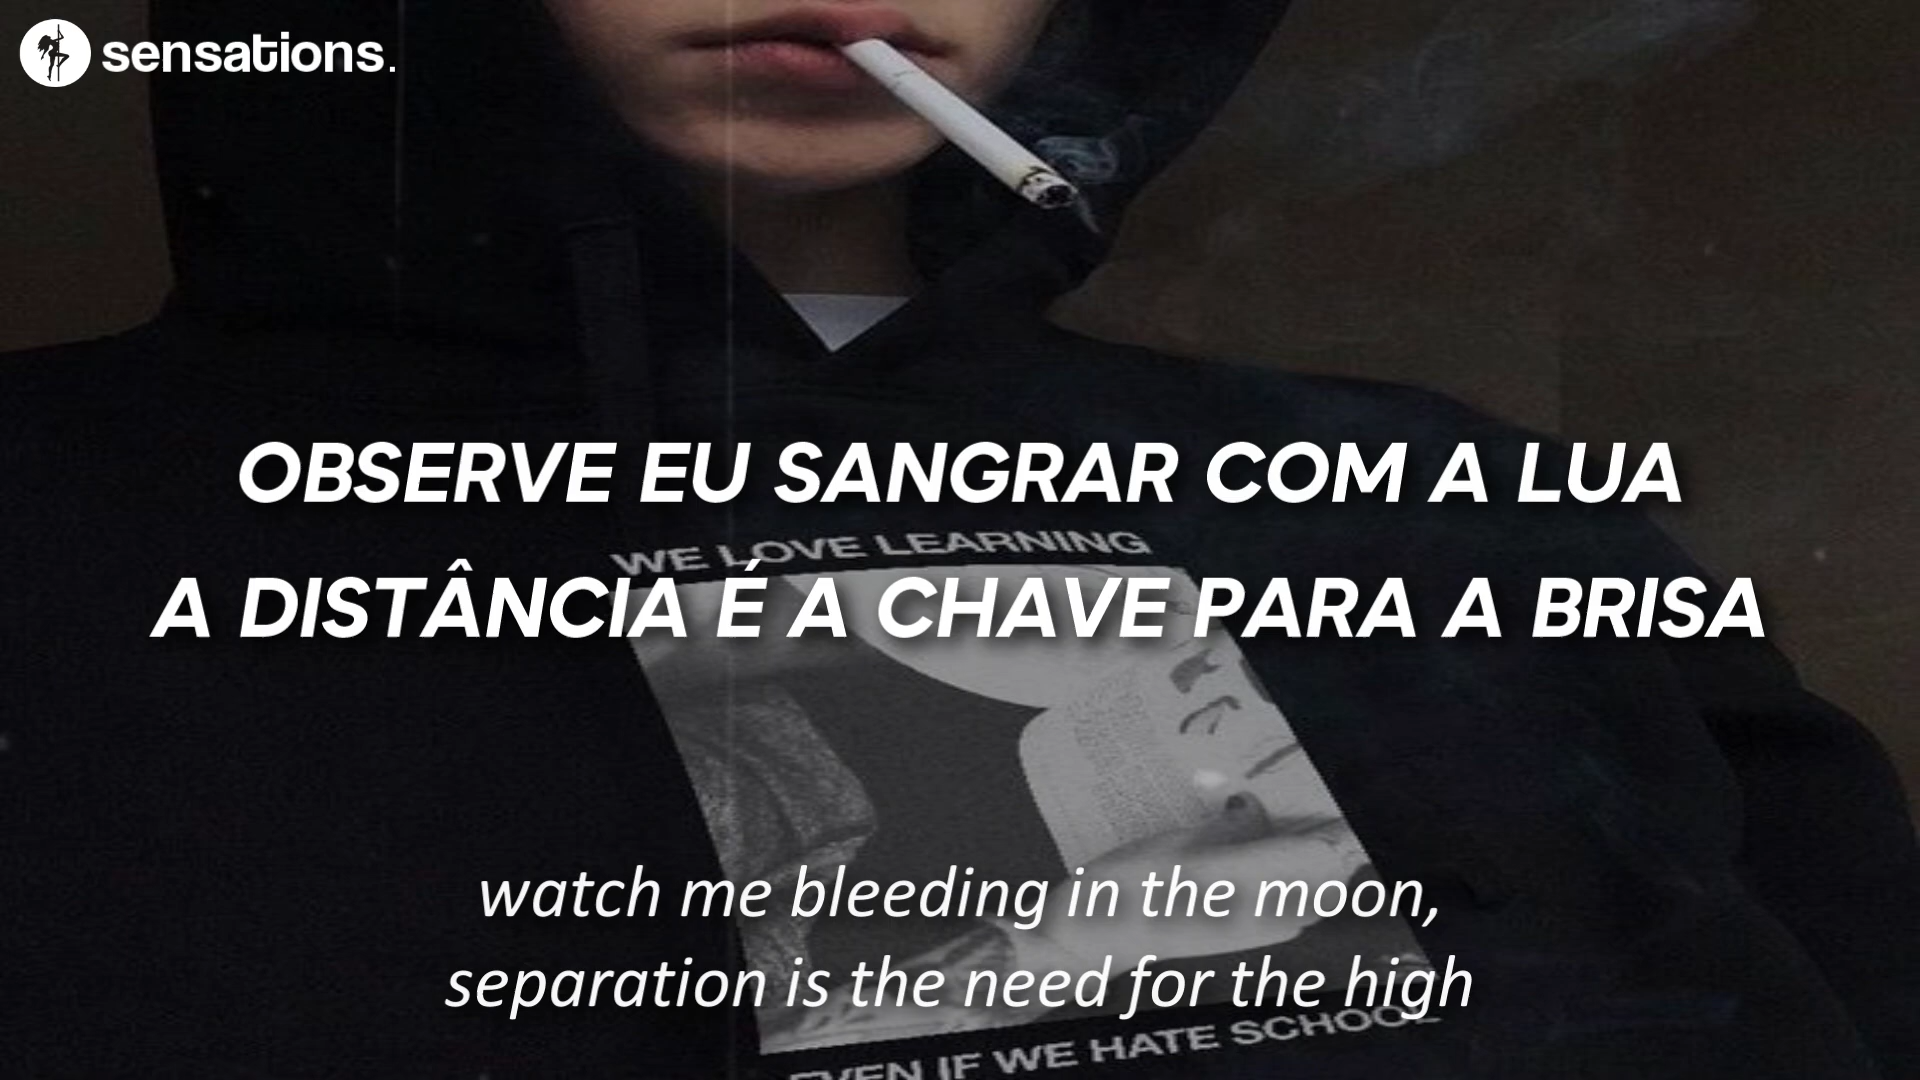 sensations.
OBSERVE EU SANGRAR COM A LUA
WE LOVE LEARNING
A DISTÂNCIA É A CHAVE PARA A BRISA
watch me bleeding in the moon,
separation is the need for the high
EVEN IF WE HATE SCHOOL